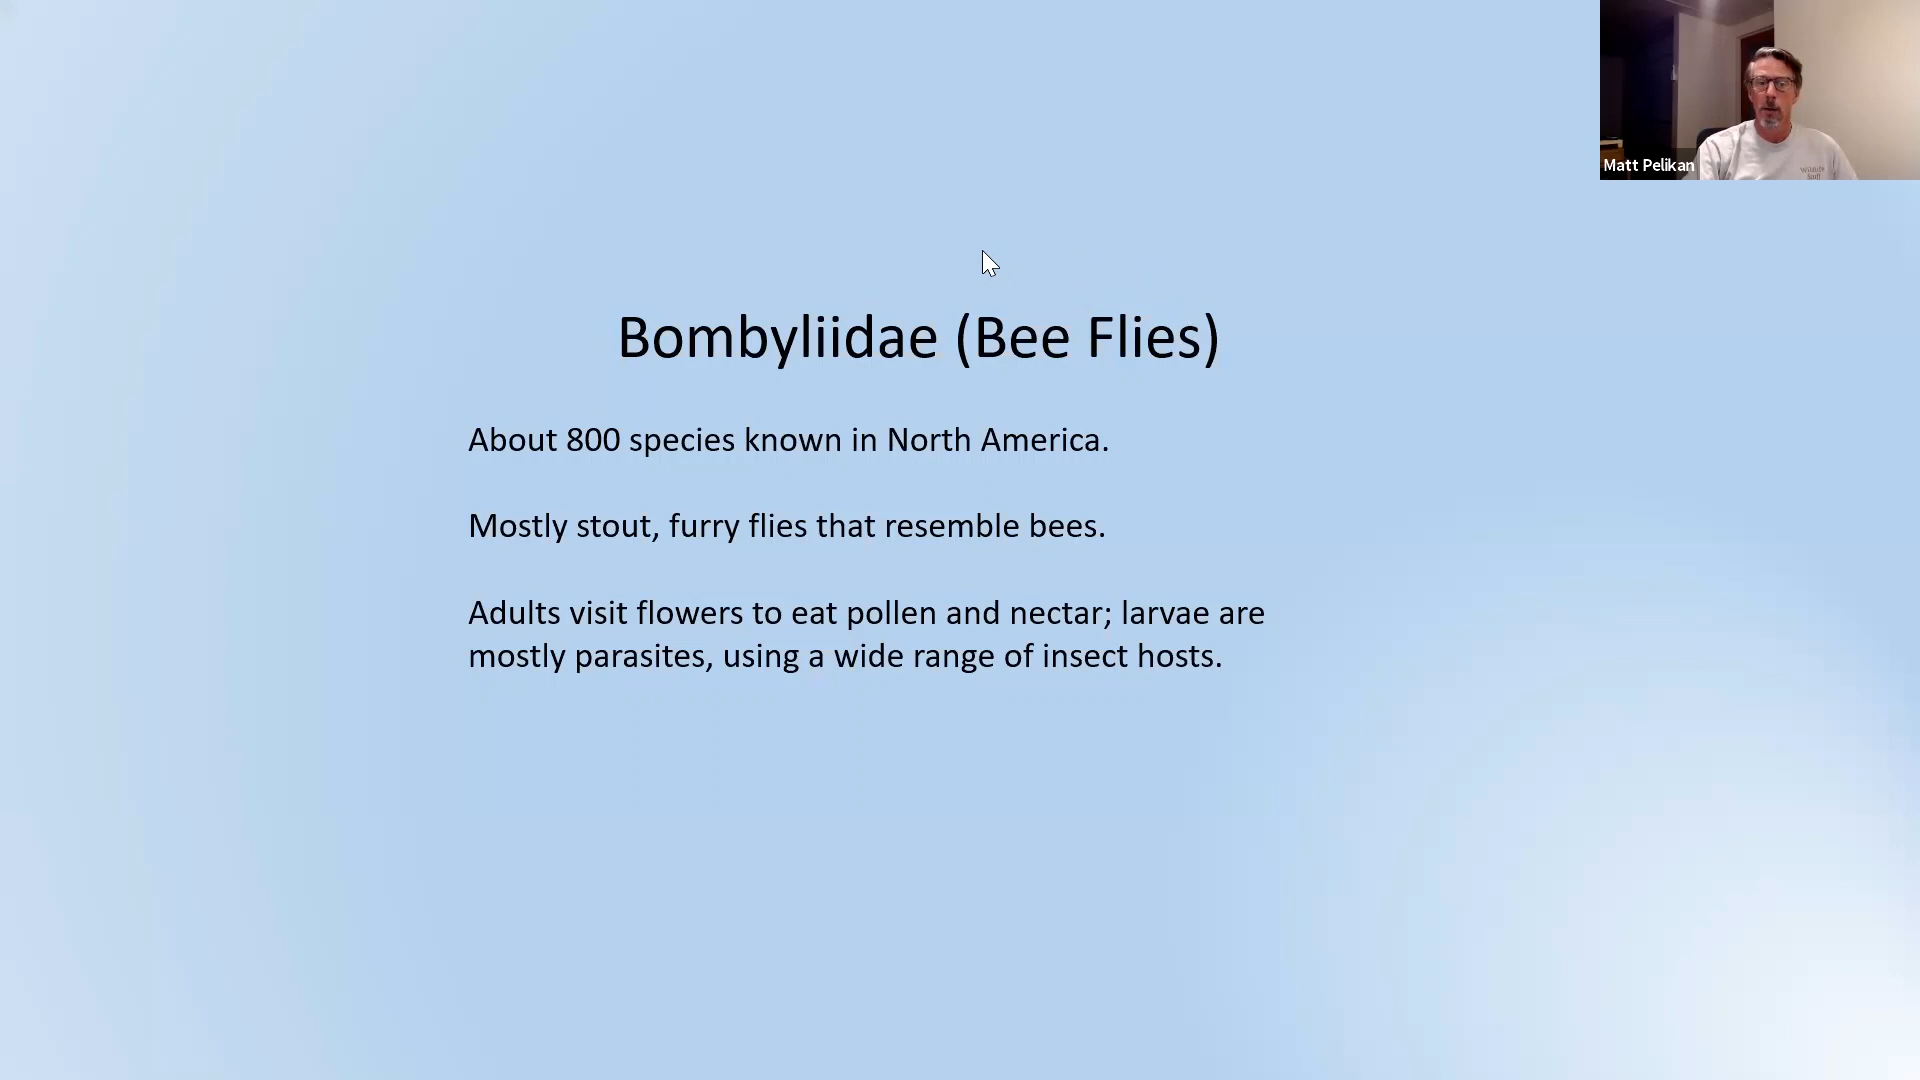 Matt Pelikan
Bombyliidae (Bee Flies)
About 800 species known in North America.
Mostly stout, furry flies that resemble bees.
Adults visit flowers to eat pollen and nectar; larvae are
mostly parasites, using a wide range of insect hosts.